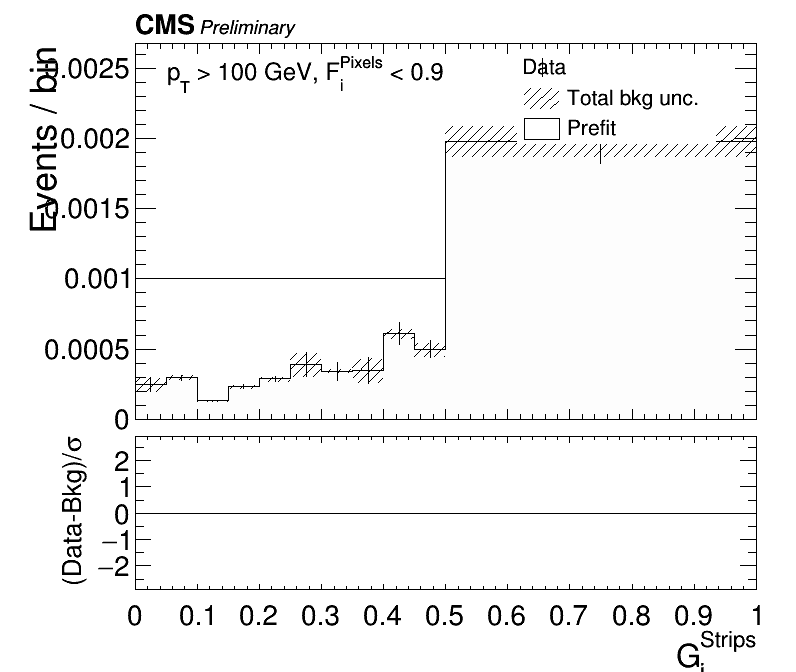 CMS Preliminary
p_T > 100 GeV, F_i^Pixels < 0.9
Data
Total bkg unc.
Prefit
Events / bin
0.0025
0.002
0.0015
0.001
0.0005
0
(Data-Bkg)/σ
2
1
0
−1
−2
0 0.1 0.2 0.3 0.4 0.5 0.6 0.7 0.8 0.9 1
G_i^Strips